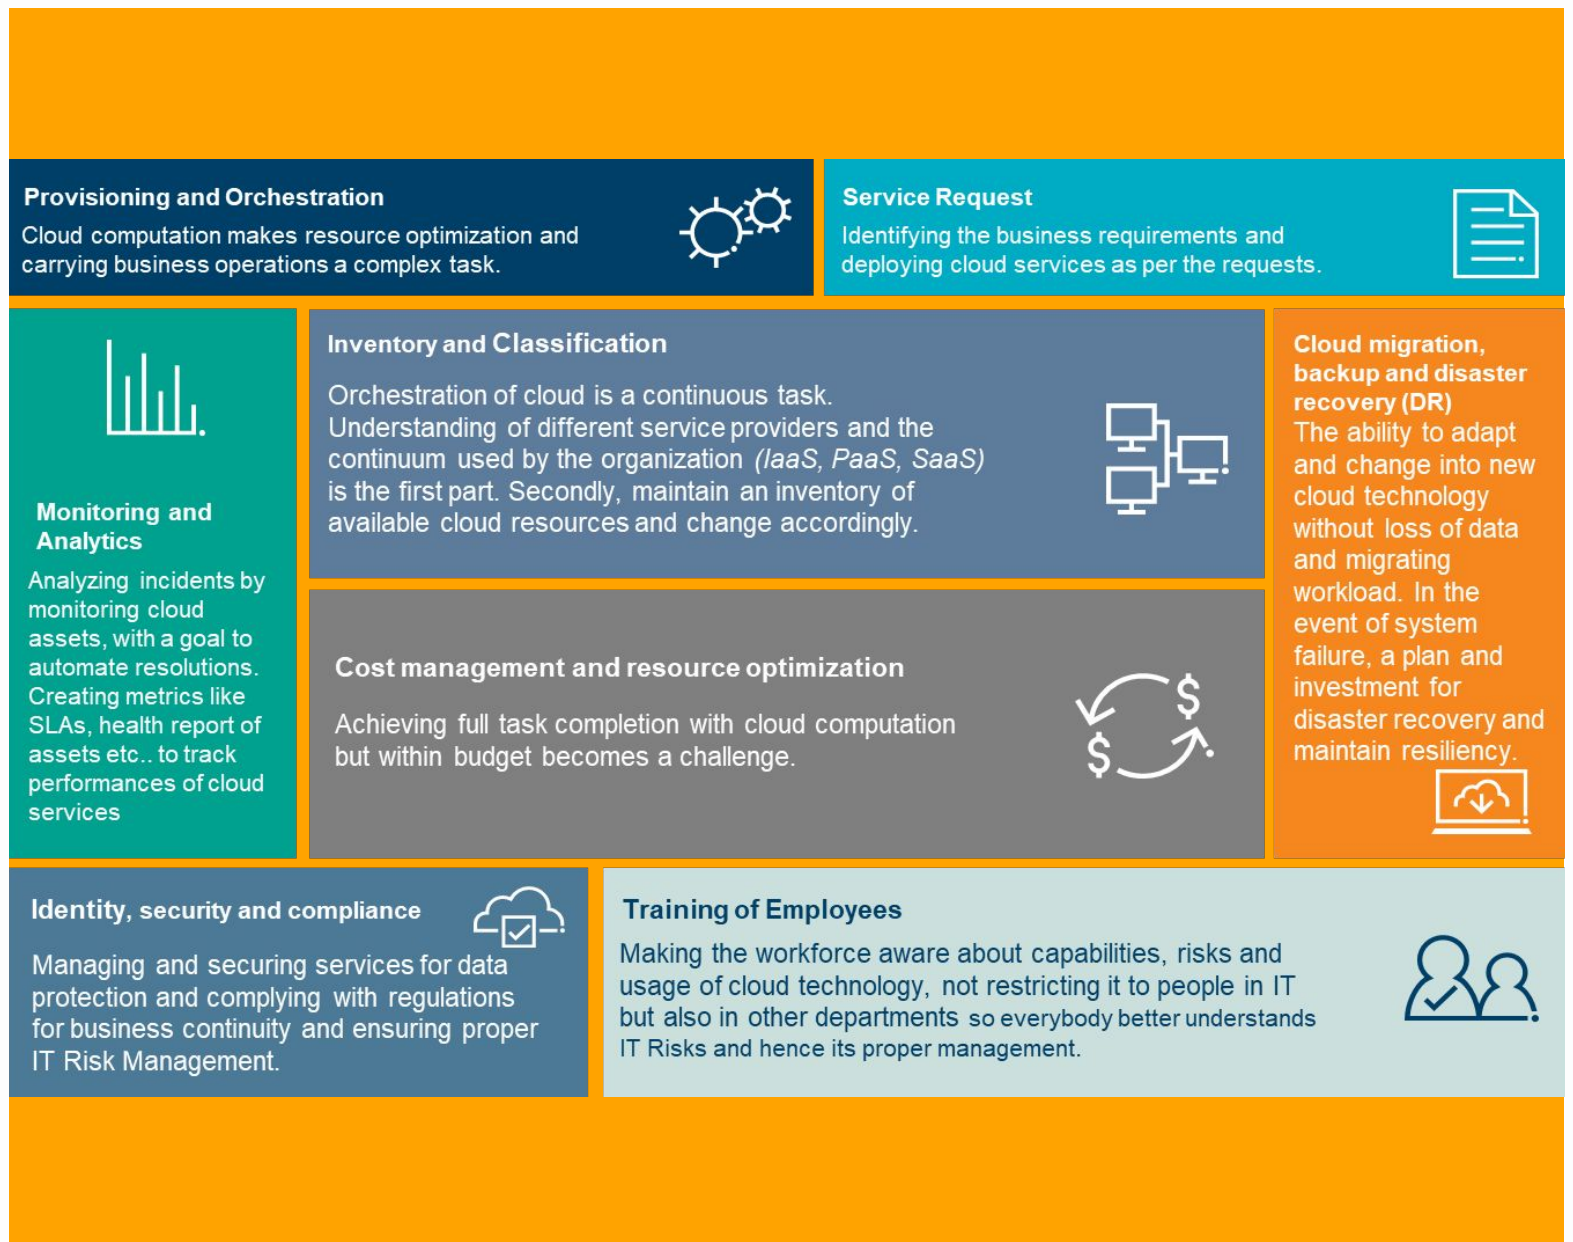 Provisioning and Orchestration
Cloud computation makes resource optimization and
carrying business operations a complex task.
Service Request
Identifying the business requirements and
deploying cloud services as per the requests.
Monitoring and
Analytics
Analyzing incidents by
monitoring cloud
assets, with a goal to
automate resolutions.
Creating metrics like
SLAs, health report of
assets etc.. to track
performances of cloud
services
Inventory and Classification
Orchestration of cloud is a continuous task.
Understanding of different service providers and the
continuum used by the organization (IaaS, PaaS, SaaS)
is the first part. Secondly, maintain an inventory of
available cloud resources and change accordingly.
Cost management and resource optimization
Achieving full task completion with cloud computation
but within budget becomes a challenge.
$
$
Cloud migration,
backup and disaster
recovery (DR)
The ability to adapt
and change into new
cloud technology
without loss of data
and migrating
workload. In the
event of system
failure, a plan and
investment for
disaster recovery and
maintain resiliency.
Identity, security and compliance
Managing and securing services for data
protection and complying with regulations
for business continuity and ensuring proper
IT Risk Management.
Training of Employees
Making the workforce aware about capabilities, risks and
usage of cloud technology, not restricting it to people in IT
but also in other departments so everybody better understands
IT Risks and hence its proper management.